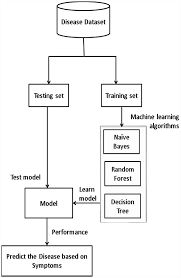 Disease Dataset
Testing set
Training set
Machine learning
algorithms
Naïve
Bayes
Random
Forest
Decision
Tree
Test model
Learn
model
Model
Performance
Predict the Disease based on
Symptoms